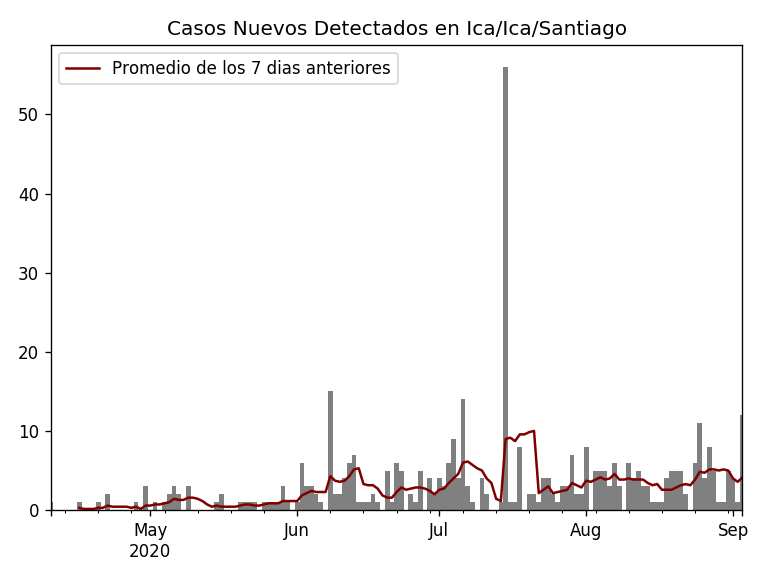 Casos Nuevos Detectados en Ica/Ica/Santiago
Promedio de los 7 dias anteriores
50
40
30
20
10
0
May
2020
Jun
Jul
Aug
Sep